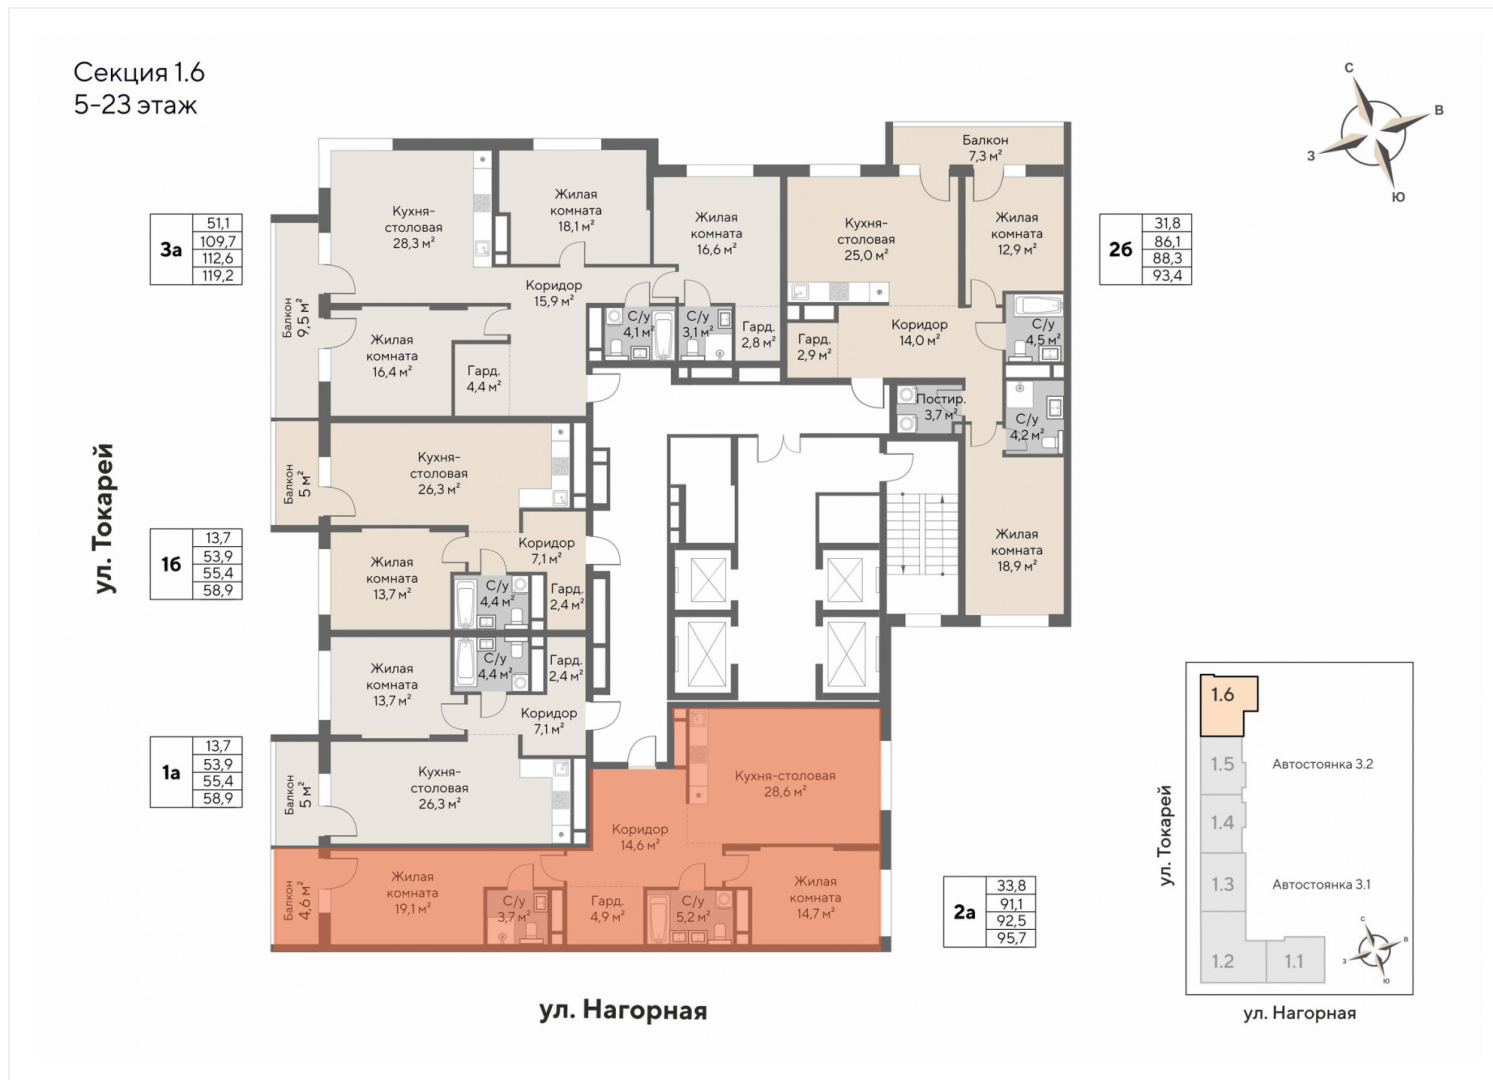 Секция 1.6
5-23 этаж
С
В
З
Ю
Балкон
7,3 м²
Кухня-
столовая
28,3 м²
Жилая
комната
18,1 м²
Жилая
комната
16,6 м²
Кухня-
столовая
25,0 м²
Жилая
комната
12,9 м²
3а
51,1
109,7
112,6
119,2
2б
31,8
86,1
88,3
93,4
Балкон
9,5 м²
Коридор
15,9 м²
Жилая
комната
16,4 м²
Гард.
4,4 м²
С/у
4,1 м²
С/у
3,1 м²
Гард.
2,8 м²
Гард.
2,9 м²
Коридор
14,0 м²
С/у
4,5 м²
Постир.
3,7 м²
С/у
4,2 м²
Жилая
комната
18,9 м²
ул. Токарей
Балкон
5 м²
Кухня-
столовая
26,3 м²
1б
13,7
53,9
55,4
58,9
Жилая
комната
13,7 м²
Коридор
7,1 м²
С/у
4,4 м²
Гард.
2,4 м²
Жилая
комната
13,7 м²
С/у
4,4 м²
Гард.
2,4 м²
Коридор
7,1 м²
1а
13,7
53,9
55,4
58,9
Балкон
5 м²
Кухня-
столовая
26,3 м²
Кухня-столовая
28,6 м²
Коридор
14,6 м²
Балкон
4,6 м²
Жилая
комната
19,1 м²
С/у
3,7 м²
Гард.
4,9 м²
С/у
5,2 м²
Жилая
комната
14,7 м²
2а
33,8
91,1
92,5
95,7
ул. Нагорная
1.6
1.5
Автостоянка 3.2
1.4
1.3
Автостоянка 3.1
1.2
1.1
С
В
З
Ю
ул. Токарей
ул. Нагорная